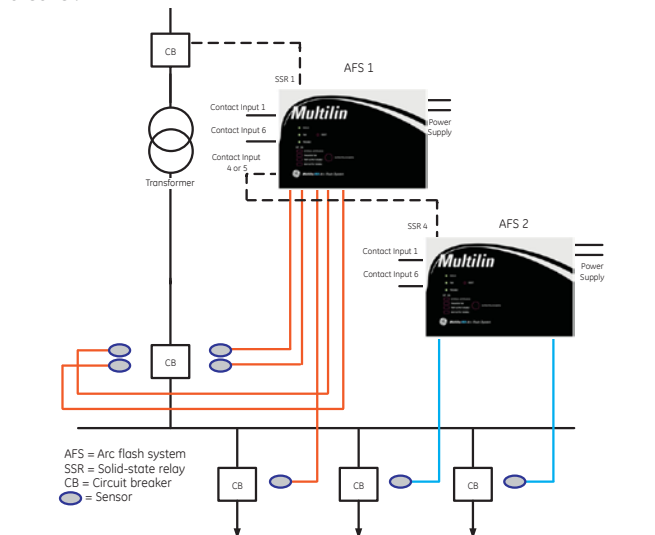 CB
AFS 1
SSR 1
Contact Input 1
Multilin
Contact Input 6
Power
Supply
Contact Input
4 or 5
Transformer
SSR 4
AFS 2
Contact Input 1
Multilin
Contact Input 6
Power
Supply
CB
AFS = Arc flash system
SSR = Solid-state relay
CB = Circuit breaker
= Sensor
CB
CB
CB